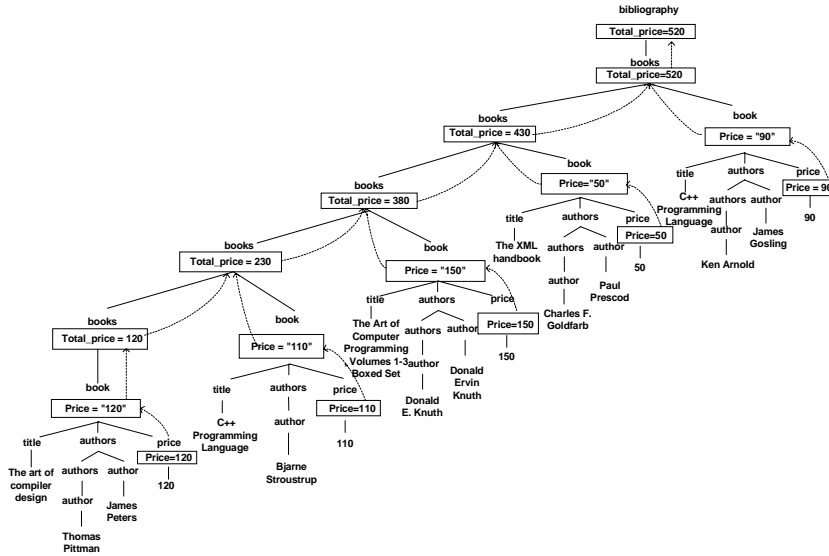 bibliography
Total_price=520
books
Total_price=520
books
Total_price = 430
book
Price = "90"
title
authors
price
Price = 90
C++
Programming
Language
authors
author
James
Gosling
90
author
Ken Arnold
books
Total_price = 380
book
Price="50"
title
authors
price
Price=50
The XML
handbook
authors
author
50
author
Paul
Prescod
Charles F.
Goldfarb
books
Total_price = 230
book
Price = "150"
title
authors
price
Price=150
The Art of
Computer
Programming
Volumes 1-3
Boxed Set
authors
author
150
author
Donald
Ervin
Knuth
Donald
E. Knuth
books
Total_price = 120
book
Price = "110"
title
authors
price
Price=110
C++
Programming
Language
author
110
Bjarne
Stroustrup
book
Price = "120"
title
authors
price
Price=120
The art of
compiler
design
authors
author
120
author
James
Peters
Thomas
Pittman